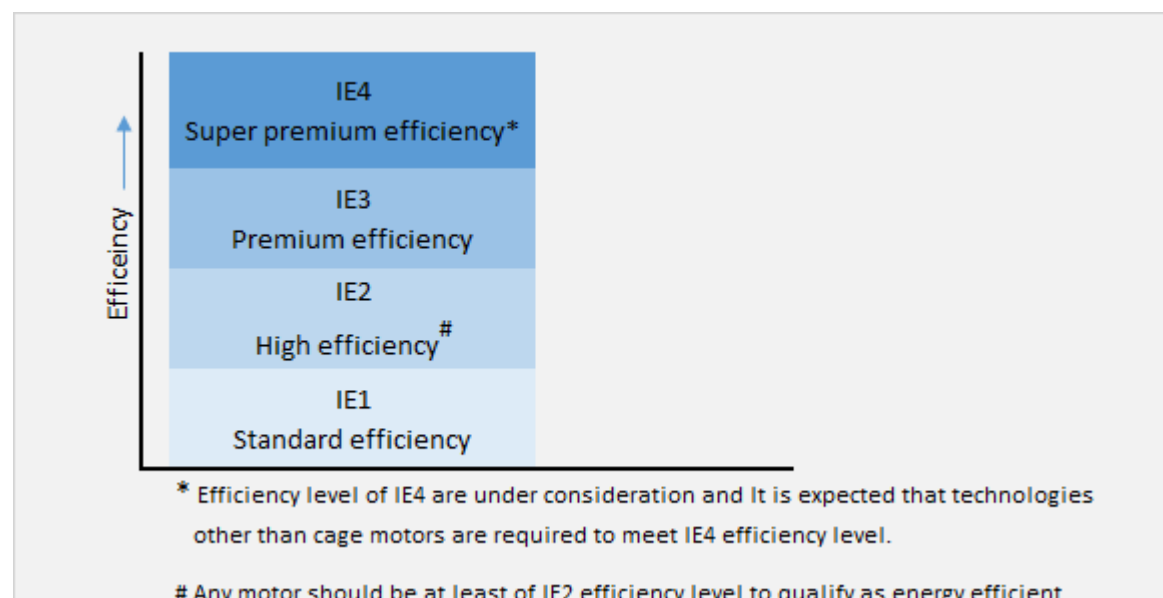 IE4
Super premium efficiency*
IE3
Premium efficiency
IE2
High efficiency#
IE1
Standard efficiency
Efficeincy
* Efficiency level of IE4 are under consideration and It is expected that technologies
other than cage motors are required to meet IE4 efficiency level.
# Any motor should be at least of IE2 efficiency level to qualify as energy efficient